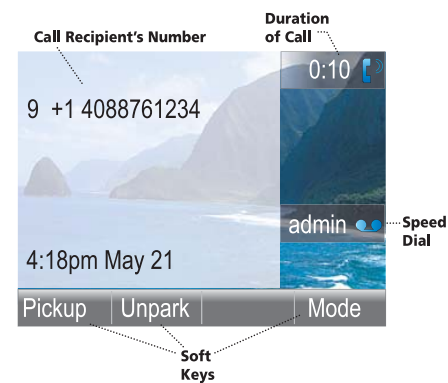 Duration
of Call
Call Recipient's Number
0:10
9 +1 4088761234
admin
Speed
Dial
4:18pm May 21
Pickup Unpark Mode
Soft
Keys